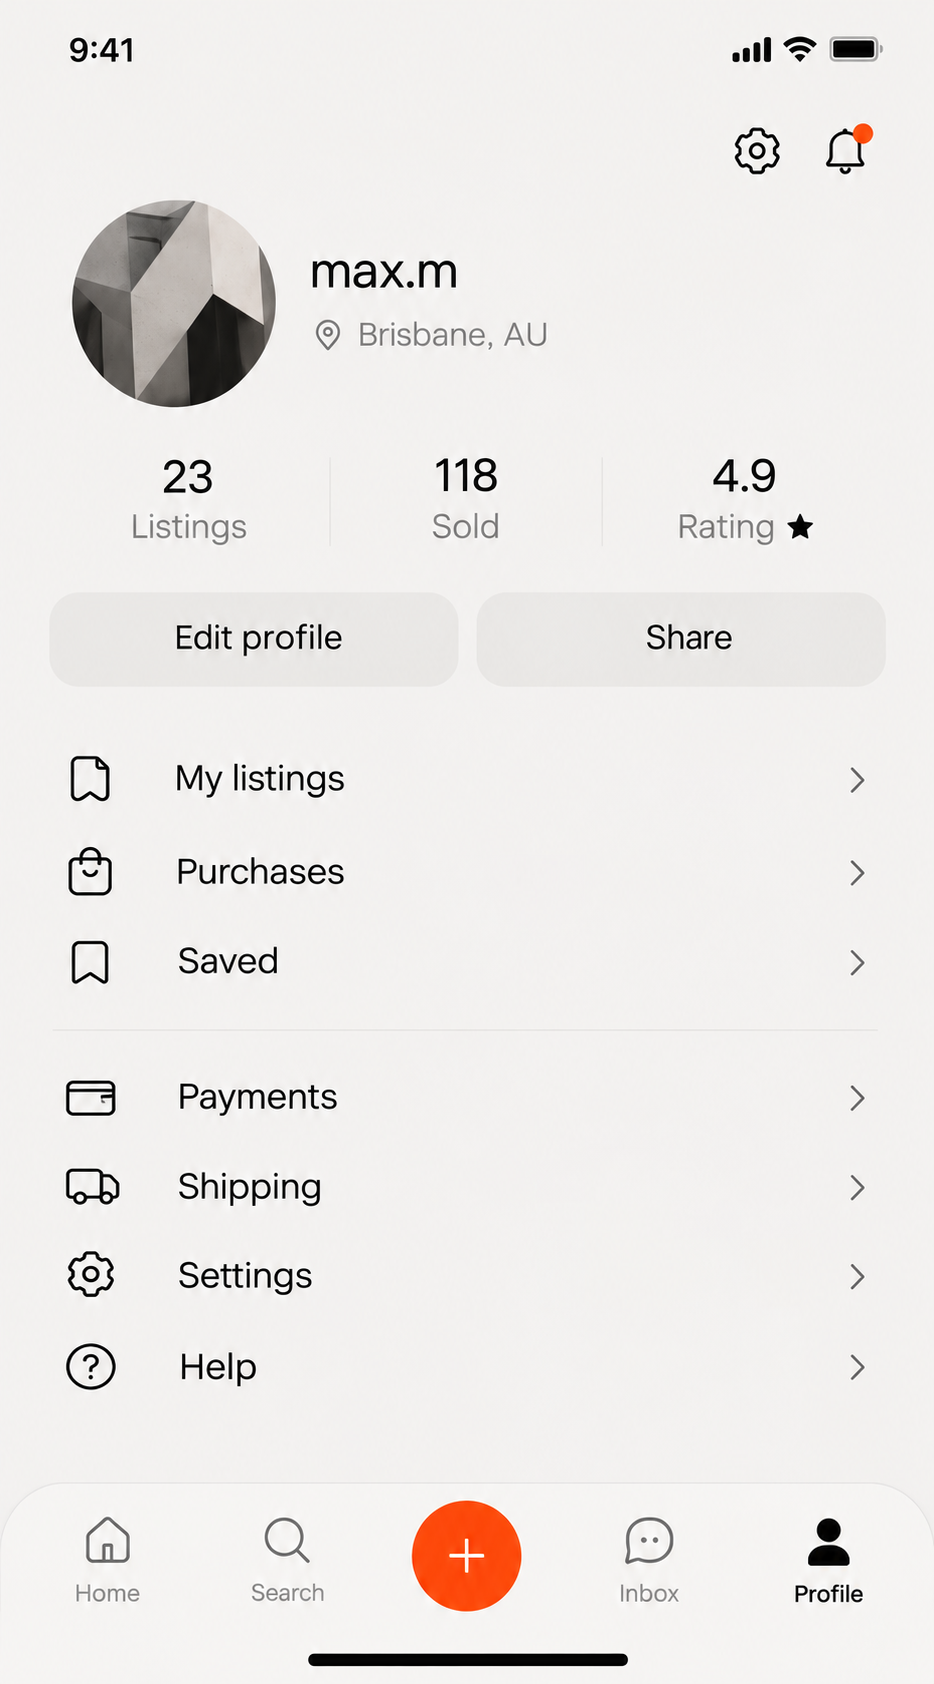 9:41
max.m
Brisbane, AU
23
Listings
118
Sold
4.9
Rating ★
Edit profile
Share
My listings
Purchases
Saved
Payments
Shipping
Settings
Help
Home
Search
Inbox
Profile